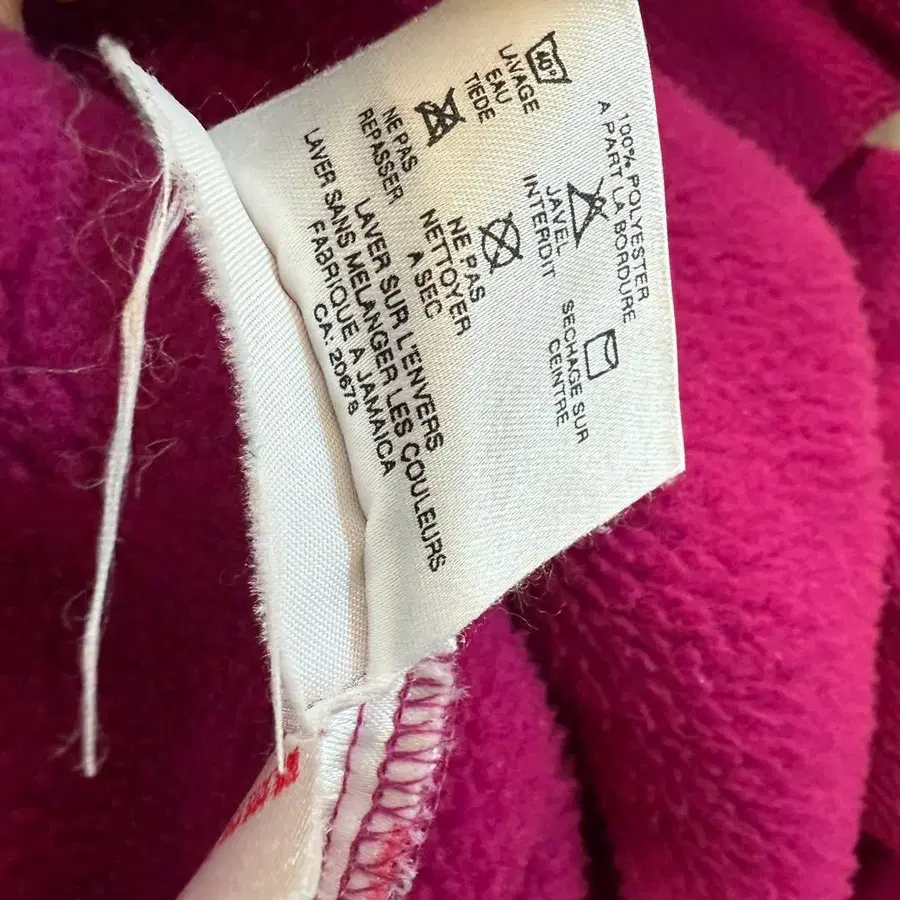 100% POLYESTER
A PART LA BORDURE
40°
LAVAGE
EAU
TIEDE
JAVEL
INTERDIT
SECHAGE SUR
CEINTRE
NE PAS
REPASSER
NE PAS
NETTOYER
A SEC
LAVER SUR L'ENVERS
LAVER SANS MELANGER LES COULEURS
FABRIQUE A JAMAICA
CA: 20678